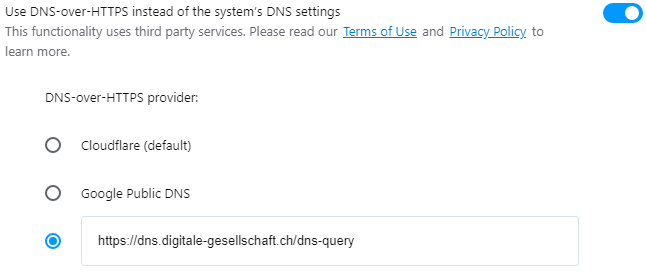 Use DNS-over-HTTPS instead of the system's DNS settings
This functionality uses third party services. Please read our Terms of Use and Privacy Policy to
learn more.
DNS-over-HTTPS provider:
Cloudflare (default)
Google Public DNS
https://dns.digitale-gesellschaft.ch/dns-query